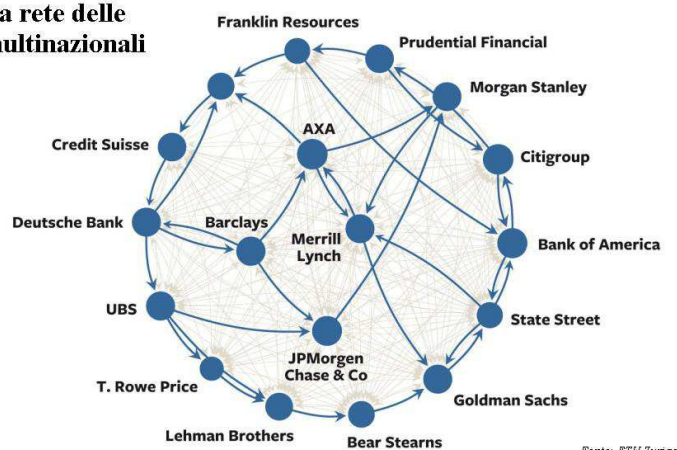 a rete delle
nultinazionali
Franklin Resources
Prudential Financial
Morgan Stanley
AXA
Credit Suisse
Citigroup
Deutsche Bank
Barclays
Merrill
Lynch
Bank of America
UBS
State Street
JPMorgen
Chase & Co
T. Rowe Price
Goldman Sachs
Lehman Brothers
Bear Stearns